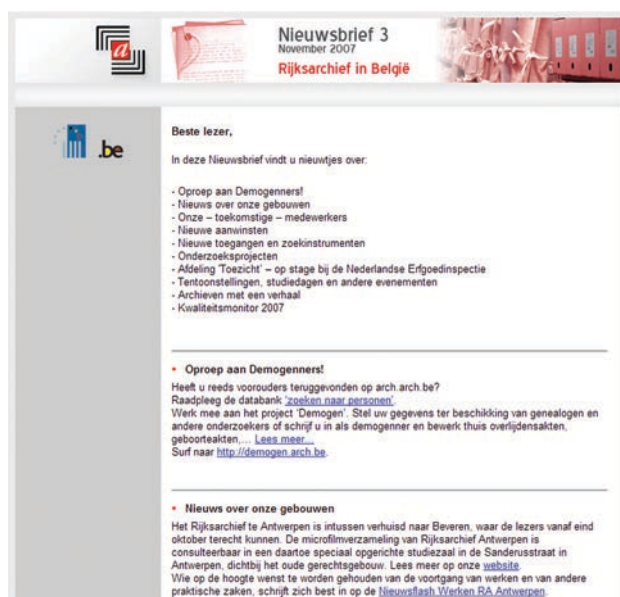 a
Nieuwsbrief 3
November 2007
Rijksarchief in België
.be
Beste lezer,
In deze Nieuwsbrief vindt u nieuwtjes over:
- Oproep aan Demogenners!
- Nieuws over onze gebouwen
- Onze – toekomstige – medewerkers
- Nieuwe aanwinsten
- Nieuwe toegangen en zoekinstrumenten
- Onderzoeksprojecten
- Afdeling 'Toezicht' – op stage bij de Nederlandse Erfgoedinspectie
- Tentoonstellingen, studiedagen en andere evenementen
- Archieven met een verhaal
- Kwaliteitsmonitor 2007
• Oproep aan Demogenners!
Heeft u reeds voorouders teruggevonden op arch.arch.be?
Raadpleeg de databank 'zoeken naar personen'.
Werk mee aan het project 'Demogen'. Stel uw gegevens ter beschikking van genealogen en
andere onderzoekers of schrijf u in als demogenner en bewerk thuis overlijdensakten,
geboorteakten,... Lees meer...
Surf naar http://demogen.arch.be.
• Nieuws over onze gebouwen
Het Rijksarchief te Antwerpen is intussen verhuisd naar Beveren, waar de lezers vanaf eind
oktober terecht kunnen. De microfilmverzameling van Rijksarchief Antwerpen is
consulteerbaar in een daartoe speciaal opgerichte studiezaal in de Sanderusstraat in
Antwerpen, dichtbij het oude gerechtsgebouw. Lees meer op onze website.
Wie op de hoogte wenst te worden gehouden van de voortgang van werken en van andere
praktische zaken, schrijft zich best in op de Nieuwsflash Werken RA Antwerpen.